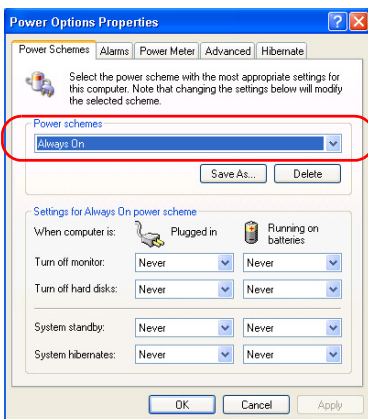 Power Options Properties
Power Schemes Alarms Power Meter Advanced Hibernate
Select the power scheme with the most appropriate settings for
this computer. Note that changing the settings below will modify
the selected scheme.
Power schemes
Always On
Save As... Delete
Settings for Always On power scheme
When computer is: Plugged in Running on
batteries
Turn off monitor: Never Never
Turn off hard disks: Never Never
System standby: Never Never
System hibernates: Never Never
OK Cancel Apply